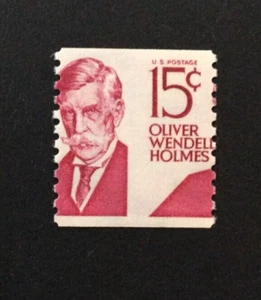 U.S. POSTAGE
15¢
OLIVER
WENDELL
HOLMES